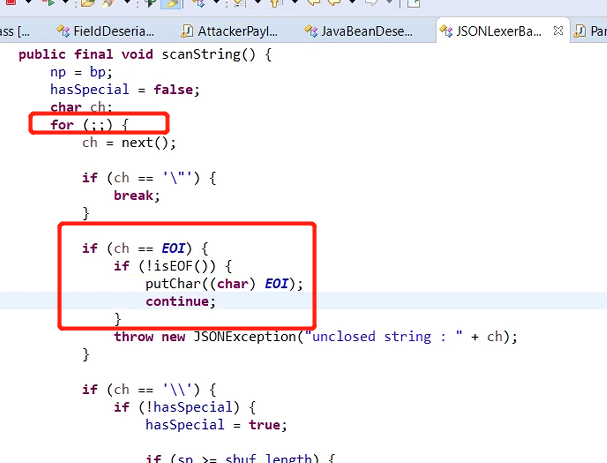 ass [...
FieldDeseria...
AttackerPayl...
JavaBeanDese...
JSONLexerBa...
Par
public final void scanString() {
np = bp;
hasSpecial = false;
char ch;
for (;;) {
ch = next();
if (ch == '\"') {
break;
}
if (ch == EOI) {
if (!isEOF()) {
putChar((char) EOI);
continue;
}
throw new JSONException("unclosed string : " + ch);
}
if (ch == '\\') {
if (!hasSpecial) {
hasSpecial = true;
if (sp >= sbuf.length) {